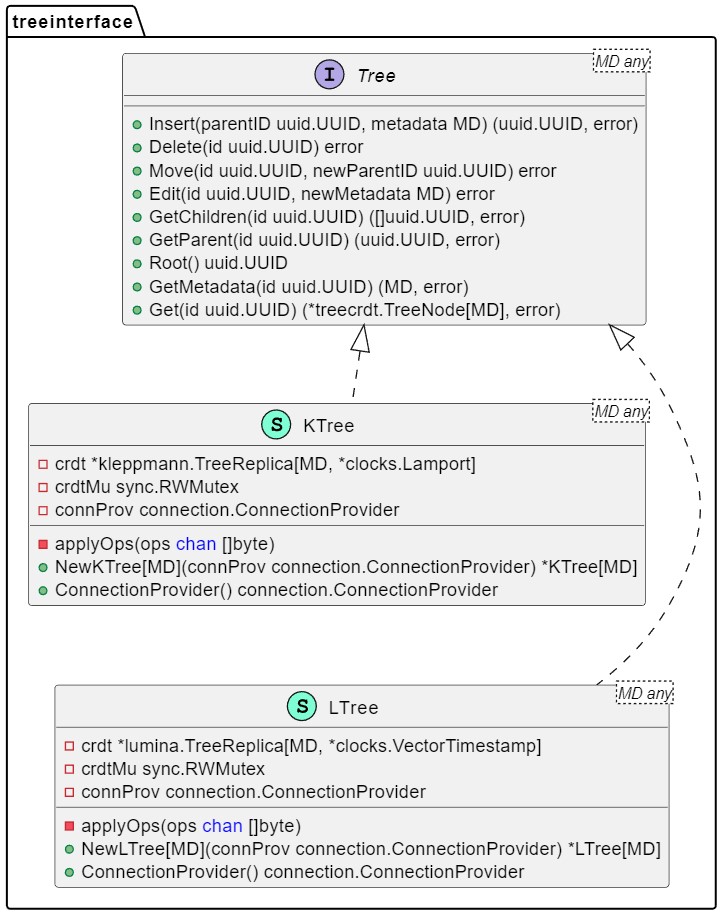 treeinterface
MD any
I Tree
Insert(parentID uuid.UUID, metadata MD) (uuid.UUID, error)
Delete(id uuid.UUID) error
Move(id uuid.UUID, newParentID uuid.UUID) error
Edit(id uuid.UUID, newMetadata MD) error
GetChildren(id uuid.UUID) ([]uuid.UUID, error)
GetParent(id uuid.UUID) (uuid.UUID, error)
Root() uuid.UUID
GetMetadata(id uuid.UUID) (MD, error)
Get(id uuid.UUID) (*treecrdt.TreeNode[MD], error)
MD any
S KTree
crdt *kleppmann.TreeReplica[MD, *clocks.Lamport]
crdtMu sync.RWMutex
connProv connection.ConnectionProvider
applyOps(ops chan []byte)
NewKTree[MD](connProv connection.ConnectionProvider) *KTree[MD]
ConnectionProvider() connection.ConnectionProvider
MD any
S LTree
crdt *lumina.TreeReplica[MD, *clocks.VectorTimestamp]
crdtMu sync.RWMutex
connProv connection.ConnectionProvider
applyOps(ops chan []byte)
NewLTree[MD](connProv connection.ConnectionProvider) *LTree[MD]
ConnectionProvider() connection.ConnectionProvider